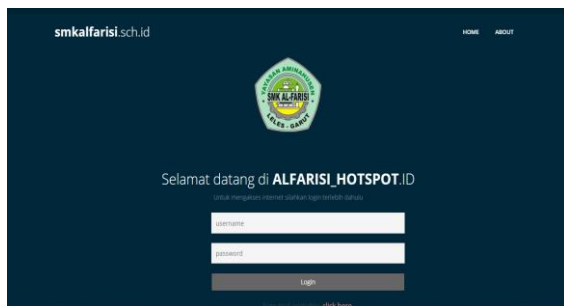 smkalfarisi.sch.id
HOME ABOUT
YAYASAN AMINAHUSEN
SMK AL-FARISI
LELES - GARUT
Selamat datang di ALFARISI_HOTSPOT.ID
Untuk mengakses internet silahkan login terlebih dahulu
username
password
Login
click here